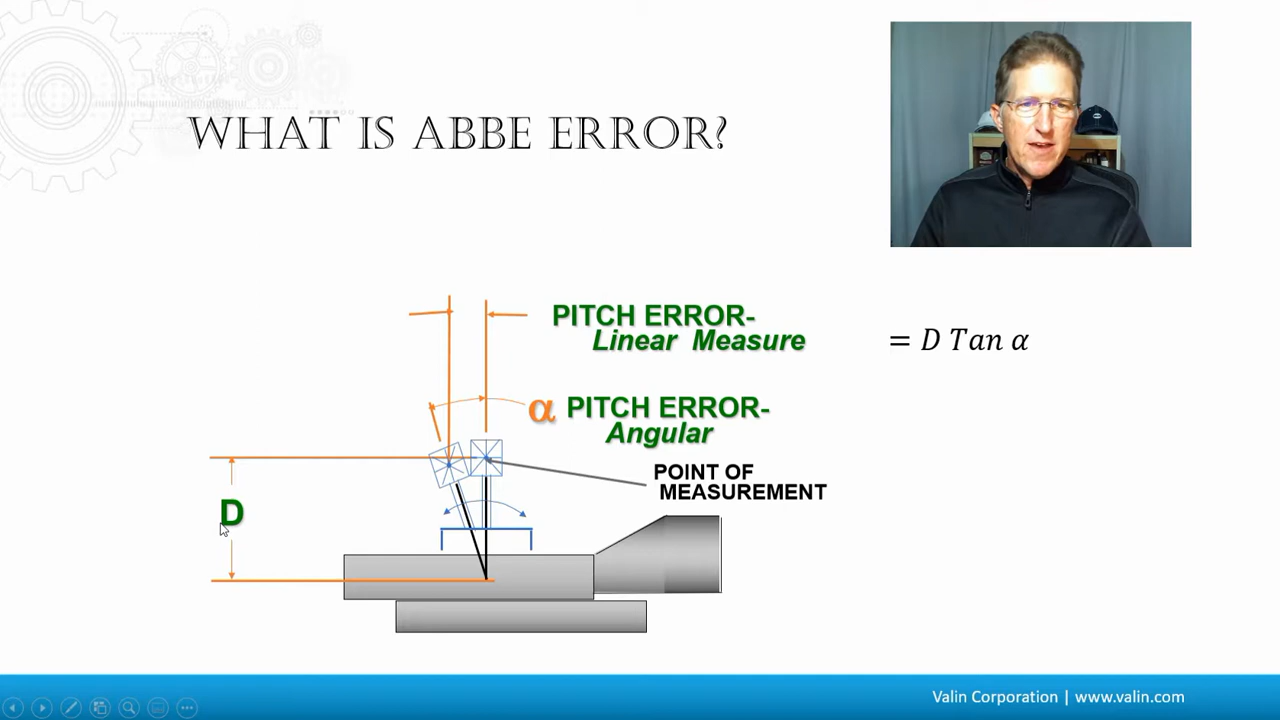 WHAT IS ABBE ERROR?
PITCH ERROR-
Linear Measure
= D Tan α
α PITCH ERROR-
Angular
POINT OF
MEASUREMENT
D
Valin Corporation | www.valin.com